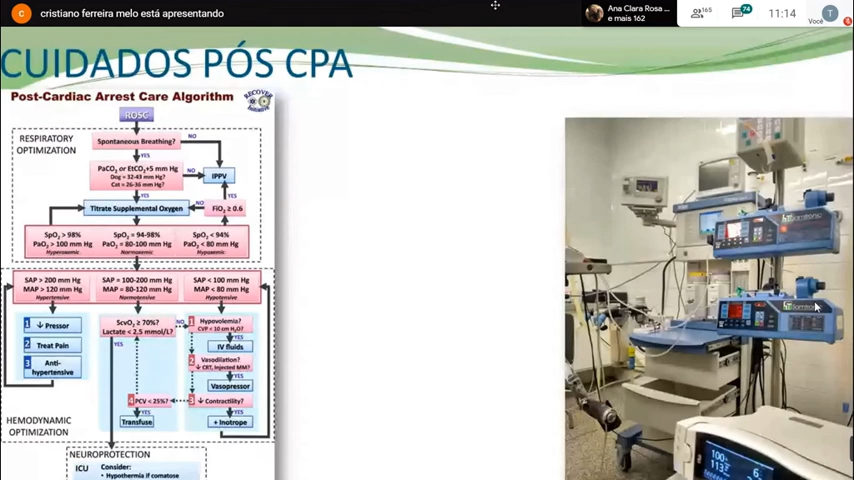 C
cristiano ferreira melo está apresentando
Ana Clara Rosa ...
e mais 162
165
74
11:14
T
Você
CUIDADOS PÓS CPA
Post-Cardiac Arrest Care Algorithm
RECOVER
ROSC
RESPIRATORY
OPTIMIZATION
Spontaneous Breathing?
NO
YES
PaCO₂ or EtCO₂+5 mm Hg
Dog = 32-43 mm Hg?
Cat = 26-36 mm Hg?
NO
IPPV
YES
YES
Titrate Supplemental Oxygen
NO
FiO₂ ≥ 0.6
SpO₂ > 98%
PaO₂ > 100 mm Hg
Hyperoxemic
SpO₂ = 94-98%
PaO₂ = 80-100 mm Hg
Normoxemic
SpO₂ < 94%
PaO₂ < 80 mm Hg
Hypoxemic
SAP > 200 mm Hg
MAP > 120 mm Hg
Hypertensive
SAP = 100-200 mm Hg
MAP = 80-120 mm Hg
Normotensive
SAP < 100 mm Hg
MAP < 80 mm Hg
Hypotensive
1 ↓ Pressor
2 Treat Pain
3 Anti-
hypertensive
ScvO₂ ≥ 70%?
Lactate < 2.5 mmol/L?
NO
YES
1 Hypovolemia?
CVP < 10 cm H₂O?
YES
IV fluids
2 Vasodilation?
↓ CRT, Injected MM?
YES
Vasopressor
3 ↓ Contractility?
YES
+ Inotrope
4 PCV < 25%?
YES
Transfuse
HEMODYNAMIC
OPTIMIZATION
NEUROPROTECTION
ICU
Consider:
• Hypothermia if comatose
100
113